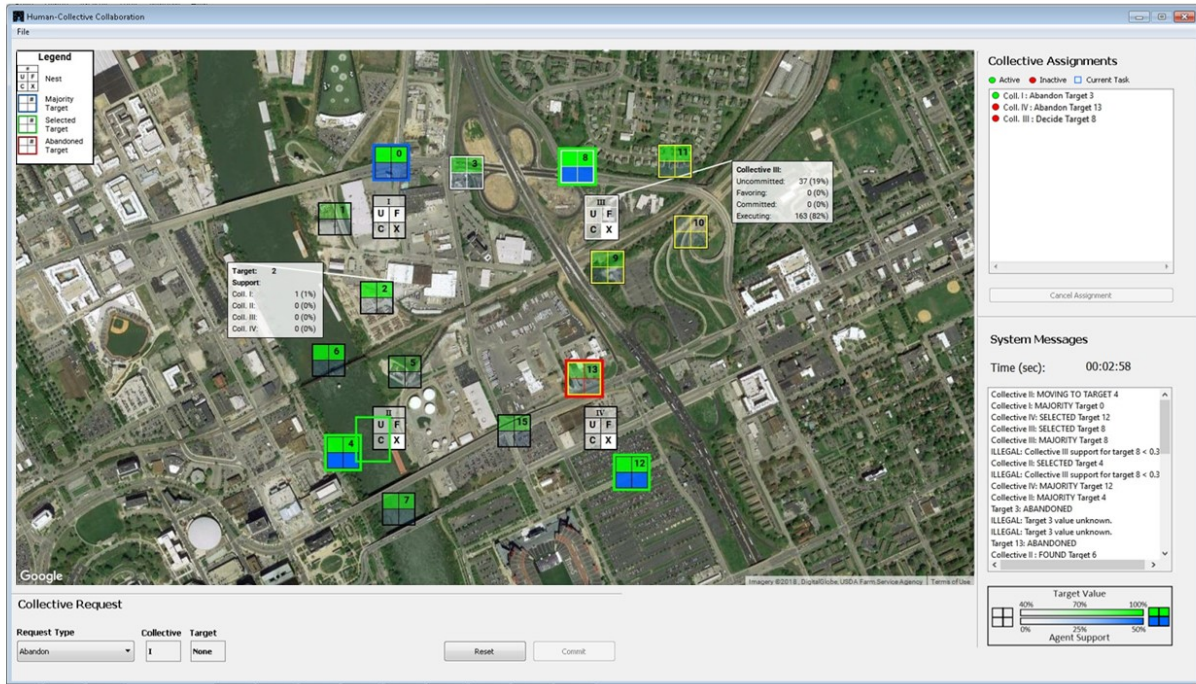 Human-Collective Collaboration
File
Legend
Nest
U F
C X
Majority
Target
Selected
Target
Abandoned
Target
0
3
8
11
1
I
U F
C X
III
U F
C X
10
9
Collective III:
Uncommitted: 37 (19%)
Favoring: 0 (0%)
Committed: 0 (0%)
Executing: 163 (82%)
Target: 2
Support:
Coll. I: 1 (1%)
Coll. II: 0 (0%)
Coll. III: 0 (0%)
Coll. IV: 0 (0%)
2
6
5
13
II
U F
C X
IV
U F
C X
15
4
12
7
Google
Imagery ©2018, DigitalGlobe, USDA Farm Service Agency Terms of Use
Collective Assignments
Active Inactive Current Task
Coll. I : Abandon Target 3
Coll. IV : Abandon Target 13
Coll. III : Decide Target 8
Cancel Assignment
System Messages
Time (sec): 00:02:58
Collective II: MOVING TO TARGET 4
Collective I: MAJORITY Target 0
Collective IV: SELECTED Target 12
Collective III: SELECTED Target 8
Collective III: MAJORITY Target 8
ILLEGAL: Collective III support for target 8 < 0.3
Collective II: SELECTED Target 4
ILLEGAL: Collective III support for target 8 < 0.3
Collective IV: MAJORITY Target 12
Collective II: MAJORITY Target 4
Target 3: ABANDONED
ILLEGAL: Target 3 value unknown.
ILLEGAL: Target 3 value unknown.
Target 13: ABANDONED
Collective II : FOUND Target 6
Target Value
40% 70% 100%
0% 25% 50%
Agent Support
Collective Request
Request Type Collective Target
Abandon I None
Reset Commit